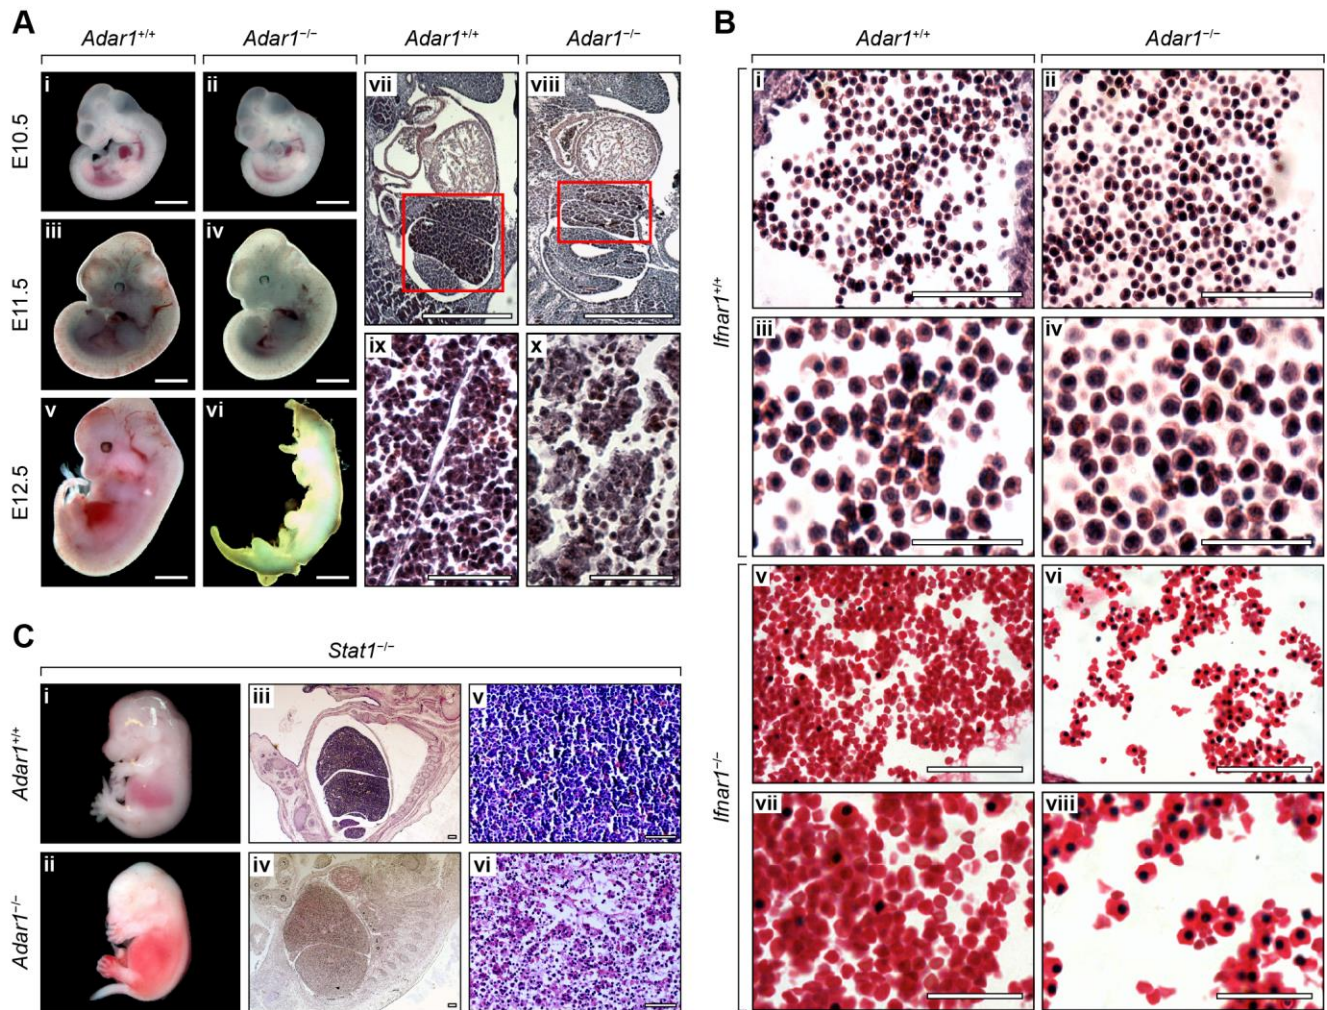 A
Adar1+/+ Adar1−/− Adar1+/+ Adar1−/−
E10.5
i ii vii viii
E11.5
iii iv
ix x
E12.5
v vi
B
Adar1+/+ Adar1−/−
Ifnar1+/+
i ii
iii iv
Ifnar1−/−
v vi
vii viii
C
Stat1−/−
Adar1+/+
i iii v
Adar1−/−
ii iv vi